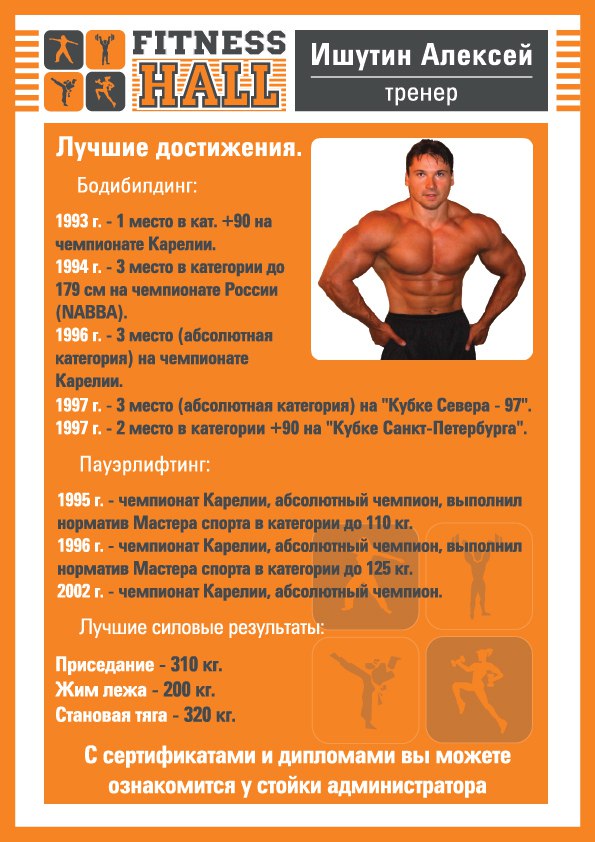 FITNESS
HALL
Ишутин Алексей
тренер
Лучшие достижения.
Бодибилдинг:
1993 г. - 1 место в кат. +90 на
чемпионате Карелии.
1994 г. - 3 место в категории до
179 см на чемпионате России
(NABBA).
1996 г. - 3 место (абсолютная
категория) на чемпионате
Карелии.
1997 г. - 3 место (абсолютная категория) на "Кубке Севера - 97".
1997 г. - 2 место в категории +90 на "Кубке Санкт-Петербурга".
Пауэрлифтинг:
1995 г. - чемпионат Карелии, абсолютный чемпион, выполнил
норматив Мастера спорта в категории до 110 кг.
1996 г. - чемпионат Карелии, абсолютный чемпион, выполнил
норматив Мастера спорта в категории до 125 кг.
2002 г. - чемпионат Карелии, абсолютный чемпион.
Лучшие силовые результаты:
Приседание - 310 кг.
Жим лежа - 200 кг.
Становая тяга - 320 кг.
С сертификатами и дипломами вы можете
ознакомится у стойки администратора